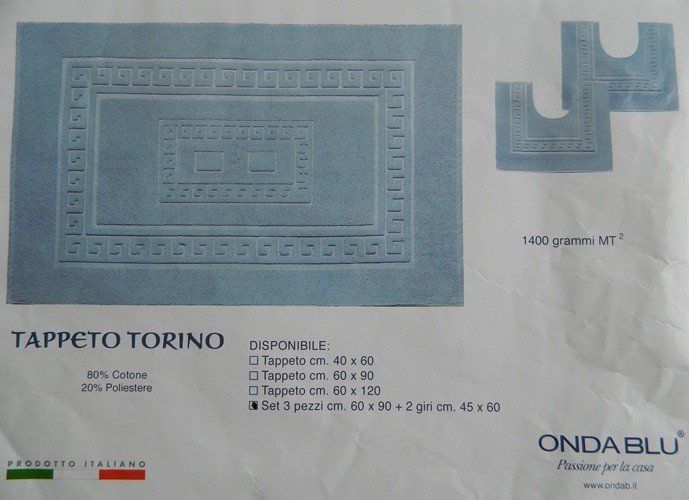 1400 grammi MT²
TAPPETO TORINO
80% Cotone
20% Poliestere
DISPONIBILE:
☐ Tappeto cm. 40 x 60
☐ Tappeto cm. 60 x 90
☐ Tappeto cm. 60 x 120
☒ Set 3 pezzi cm. 60 x 90 + 2 giri cm. 45 x 60
PRODOTTO ITALIANO
ONDA BLU®
Passione per la casa
www.ondab.it